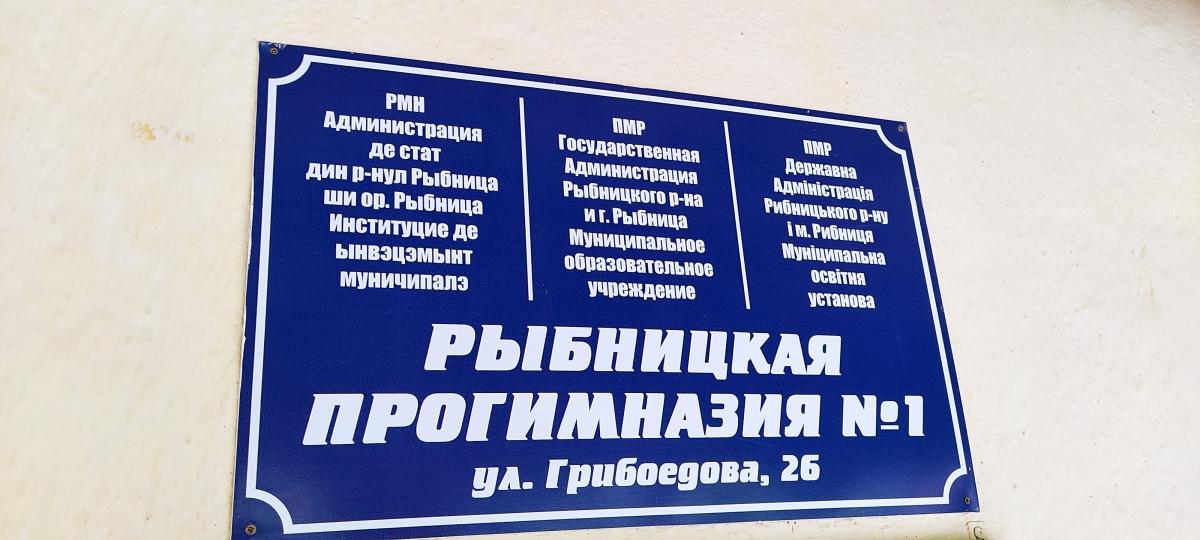 РМН
Администрация
де стат
дин р-нул Рыбница
ши ор. Рыбница
Институцие де
ынвэцэмынт
муничипалэ
ПМР
Государственная
Администрация
Рыбницкого р-на
и г. Рыбница
Муниципальное
образовательное
учреждение
ПМР
Державна
Адміністрація
Рибницького р-ну
і м. Рибниця
Муніципальна
освітня
установа
РЫБНИЦКАЯ
ПРОГИМНАЗИЯ №1
ул. Грибоедова, 26